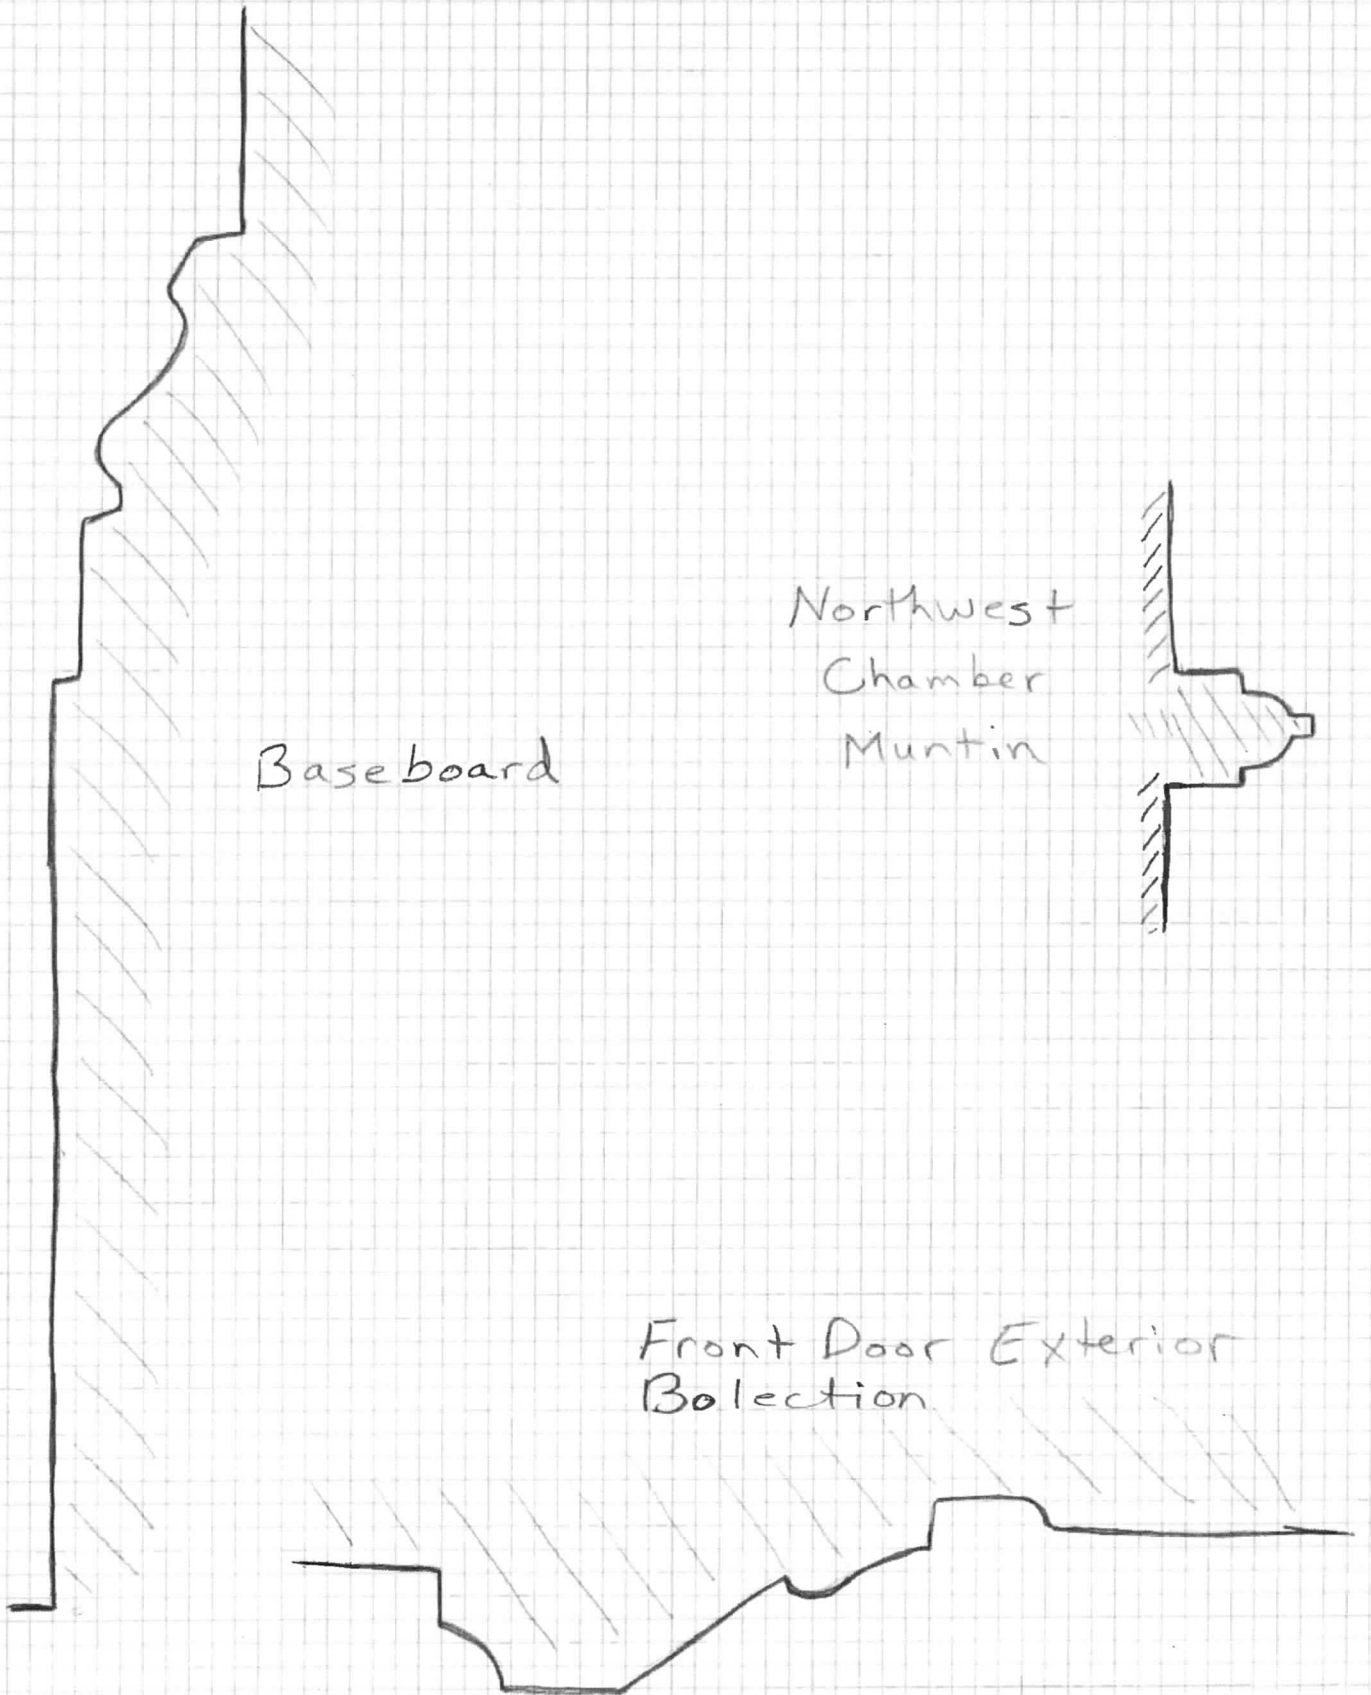 Baseboard
Northwest
Chamber
Muntin
Front Door Exterior
Bolection